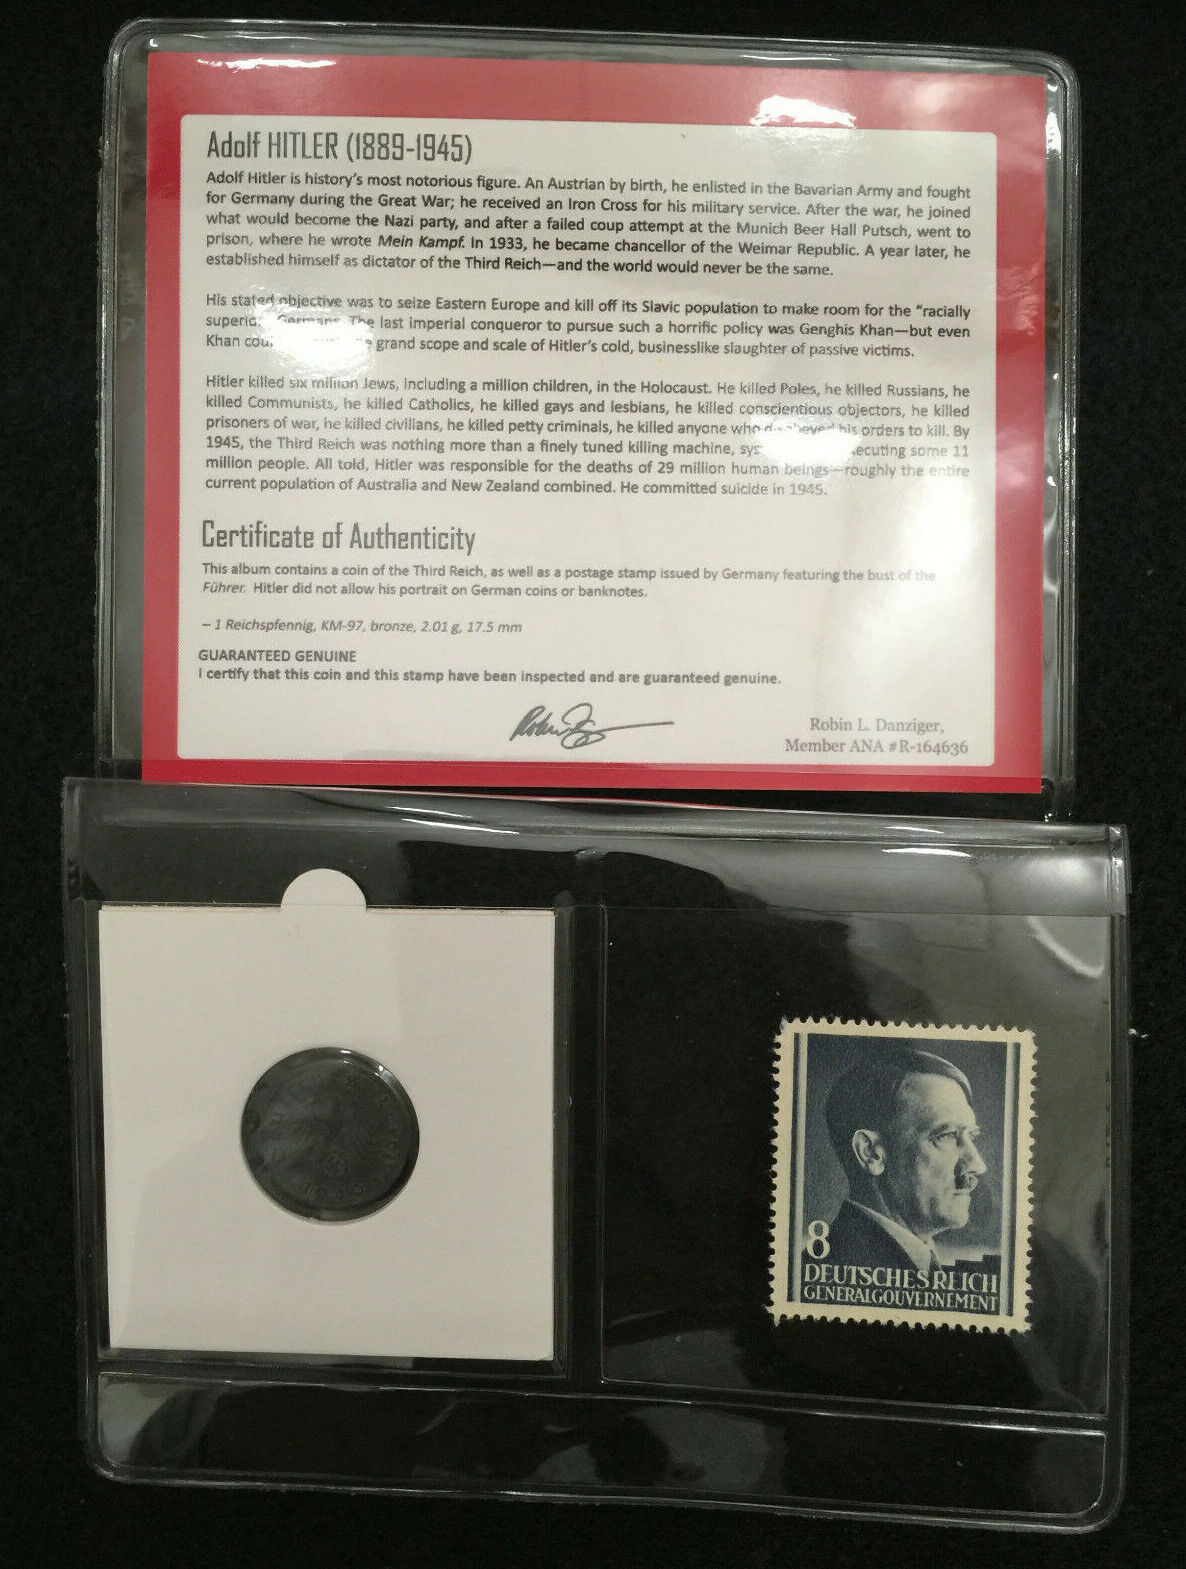 Adolf HITLER (1889-1945)
Adolf Hitler is history's most notorious figure. An Austrian by birth, he enlisted in the Bavarian Army and fought
for Germany during the Great War; he received an Iron Cross for his military service. After the war, he joined
what would become the Nazi party, and after a failed coup attempt at the Munich Beer Hall Putsch, went to
prison, where he wrote Mein Kampf. In 1933, he became chancellor of the Weimar Republic. A year later, he
established himself as dictator of the Third Reich—and the world would never be the same.
His stated objective was to seize Eastern Europe and kill off its Slavic population to make room for the "racially
Germans. The last imperial conqueror to pursue such a horrific policy was Genghis Khan—but even
Khan grand scope and scale of Hitler's cold, businesslike slaughter of passive victims.
Hitler killed six million Jews, including a million children, in the Holocaust. He killed Poles, he killed Russians, he
killed Communists, he killed Catholics, he killed gays and lesbians, he killed conscientious objectors, he killed
prisoners of war, he killed civilians, he killed petty criminals, he killed anyone who his orders to kill. By
1945, the Third Reich was nothing more than a finely tuned killing machine, some 11
million people. All told, Hitler was responsible for the deaths of 29 million human beings—roughly the entire
current population of Australia and New Zealand combined. He committed suicide in 1945.
Certificate of Authenticity
This album contains a coin of the Third Reich, as well as a postage stamp issued by Germany featuring the bust of the
Führer. Hitler did not allow his portrait on German coins or banknotes.
– 1 Reichspfennig, KM-97, bronze, 2.01 g, 17.5 mm
GUARANTEED GENUINE
I certify that this coin and this stamp have been inspected and are guaranteed genuine.
Robin L. Danziger,
Member ANA #R-164636
8
DEUTSCHES REICH
GENERALGOUVERNEMENT